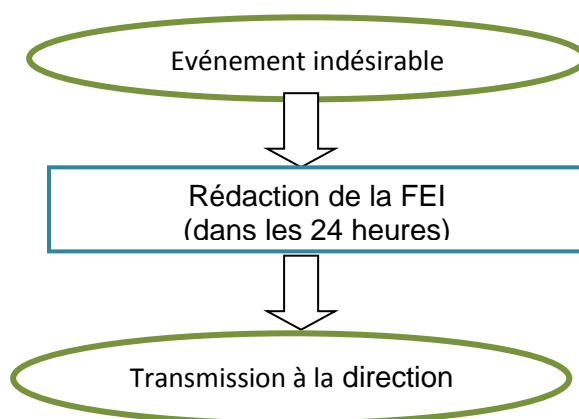 Evénement indésirable
Rédaction de la FEI
(dans les 24 heures)
Transmission à la direction